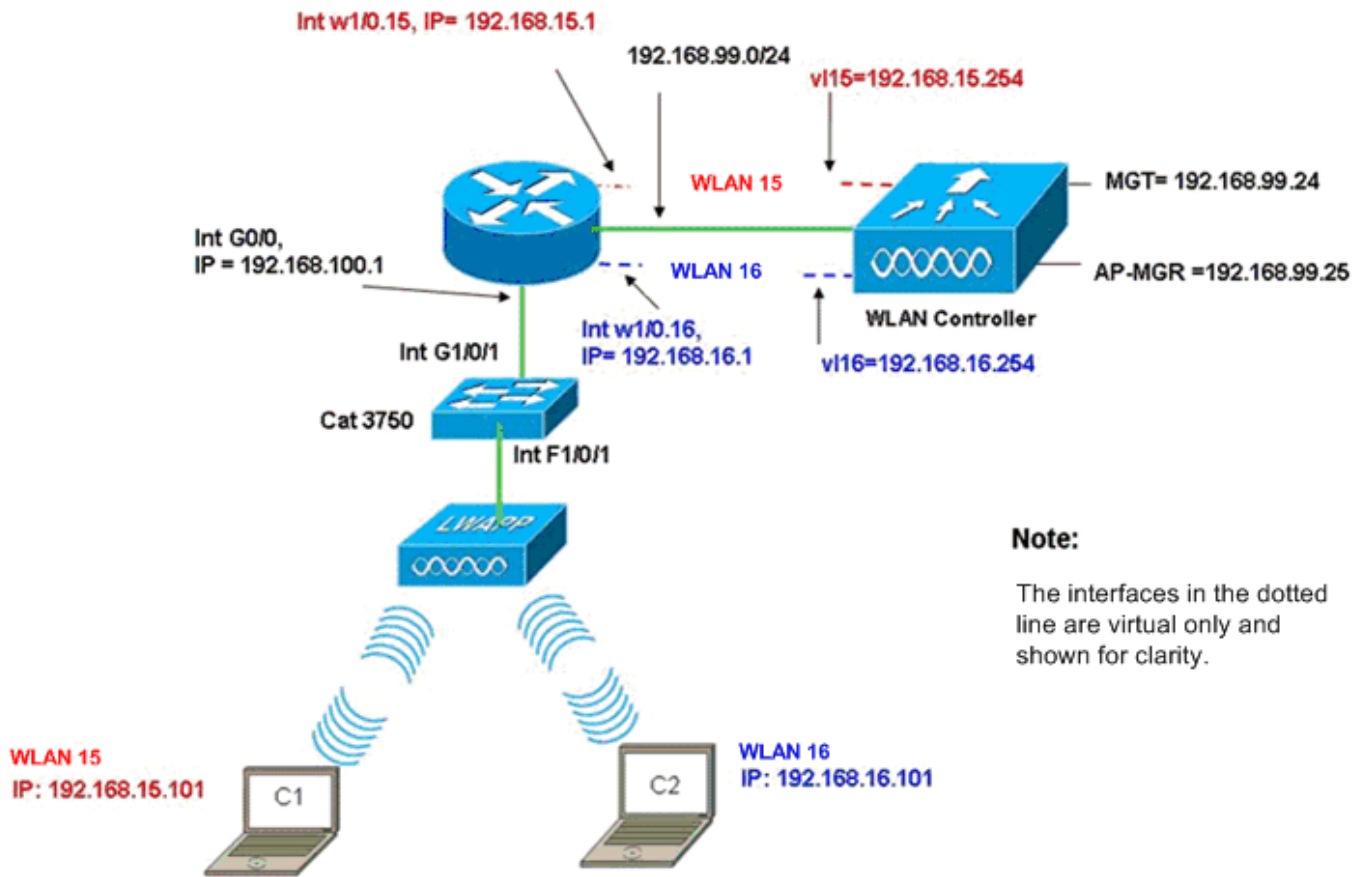 Int w1/0.15, IP= 192.168.15.1
192.168.99.0/24
vl15=192.168.15.254
WLAN 15
MGT= 192.168.99.24
Int G0/0,
IP = 192.168.100.1
WLAN 16
AP-MGR =192.168.99.25
WLAN Controller
Int w1/0.16,
IP= 192.168.16.1
vl16=192.168.16.254
Int G1/0/1
Cat 3750
Int F1/0/1
LWAPP
Note:
The interfaces in the dotted
line are virtual only and
shown for clarity.
WLAN 15
IP: 192.168.15.101
C1
C2
WLAN 16
IP: 192.168.16.101